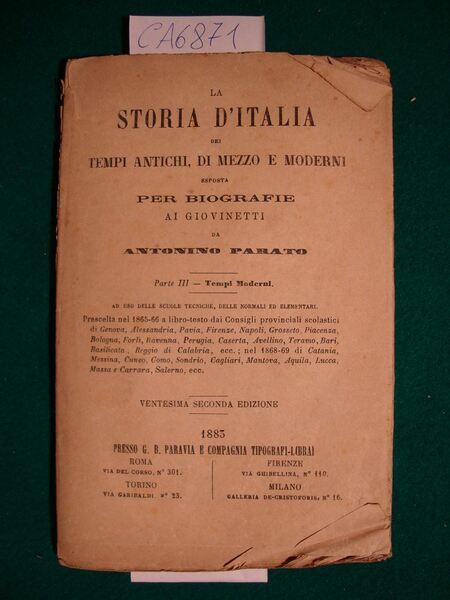 CA6871
LA
STORIA D'ITALIA
DEI
TEMPI ANTICHI, DI MEZZO E MODERNI
ESPOSTA
PER BIOGRAFIE
AI GIOVINETTI
DA
ANTONINO PARATO
Parte III — Tempi Moderni.
AD USO DELLE SCUOLE TECNICHE, DELLE NORMALI ED ELEMENTARI.
Prescelta nel 1865-66 a libro-testo dai Consigli provinciali scolastici
di Genova, Alessandria, Pavia, Firenze, Napoli, Grosseto, Piacenza,
Bologna, Forlì, Ravenna, Perugia, Caserta, Avellino, Teramo, Bari,
Basilicata, Reggio di Calabria, ecc.; nel 1868-69 di Catania,
Messina, Cuneo, Como, Sondrio, Cagliari, Mantova, Aquila, Lucca,
Massa e Carrara, Salerno, ecc.
VENTESIMA SECONDA EDIZIONE
1883
PRESSO G. B. PARAVIA E COMPAGNIA TIPOGRAFI-LIBRAI
ROMA
VIA DEL CORSO, N° 301.
FIRENZE
VIA GHIBELLINA, N° 110.
TORINO
VIA GARIBALDI, N° 23.
MILANO
GALLERIA DE-CRISTOFORIS, N° 16.